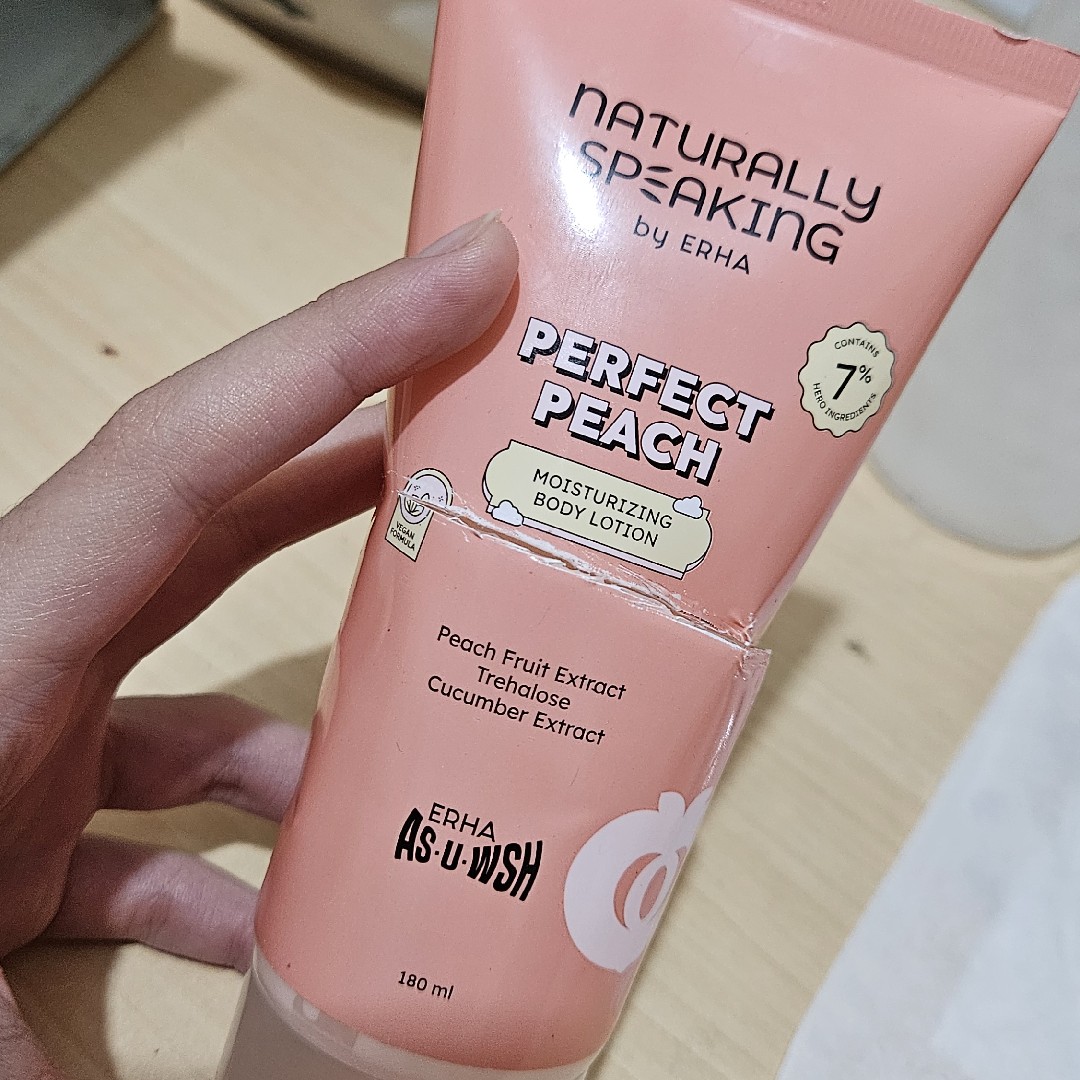 NATURALLY
SPEAKING
by ERHA
PERFECT
PEACH
CONTAINS
7%
HERO INGREDIENTS
MOISTURIZING
BODY LOTION
VEGAN
FORMULA
Peach Fruit Extract
Trehalose
Cucumber Extract
ERHA
AS·U·WSH
180 ml